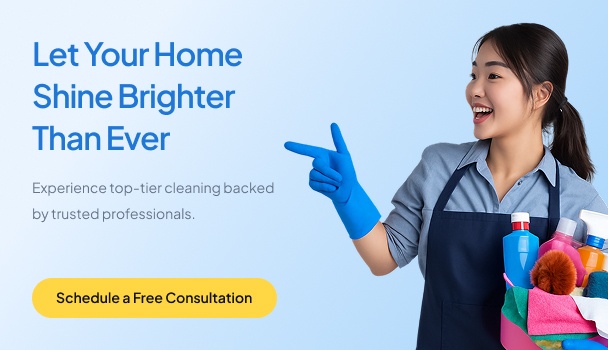 Let Your Home
Shine Brighter
Than Ever
Experience top-tier cleaning backed
by trusted professionals.
Schedule a Free Consultation